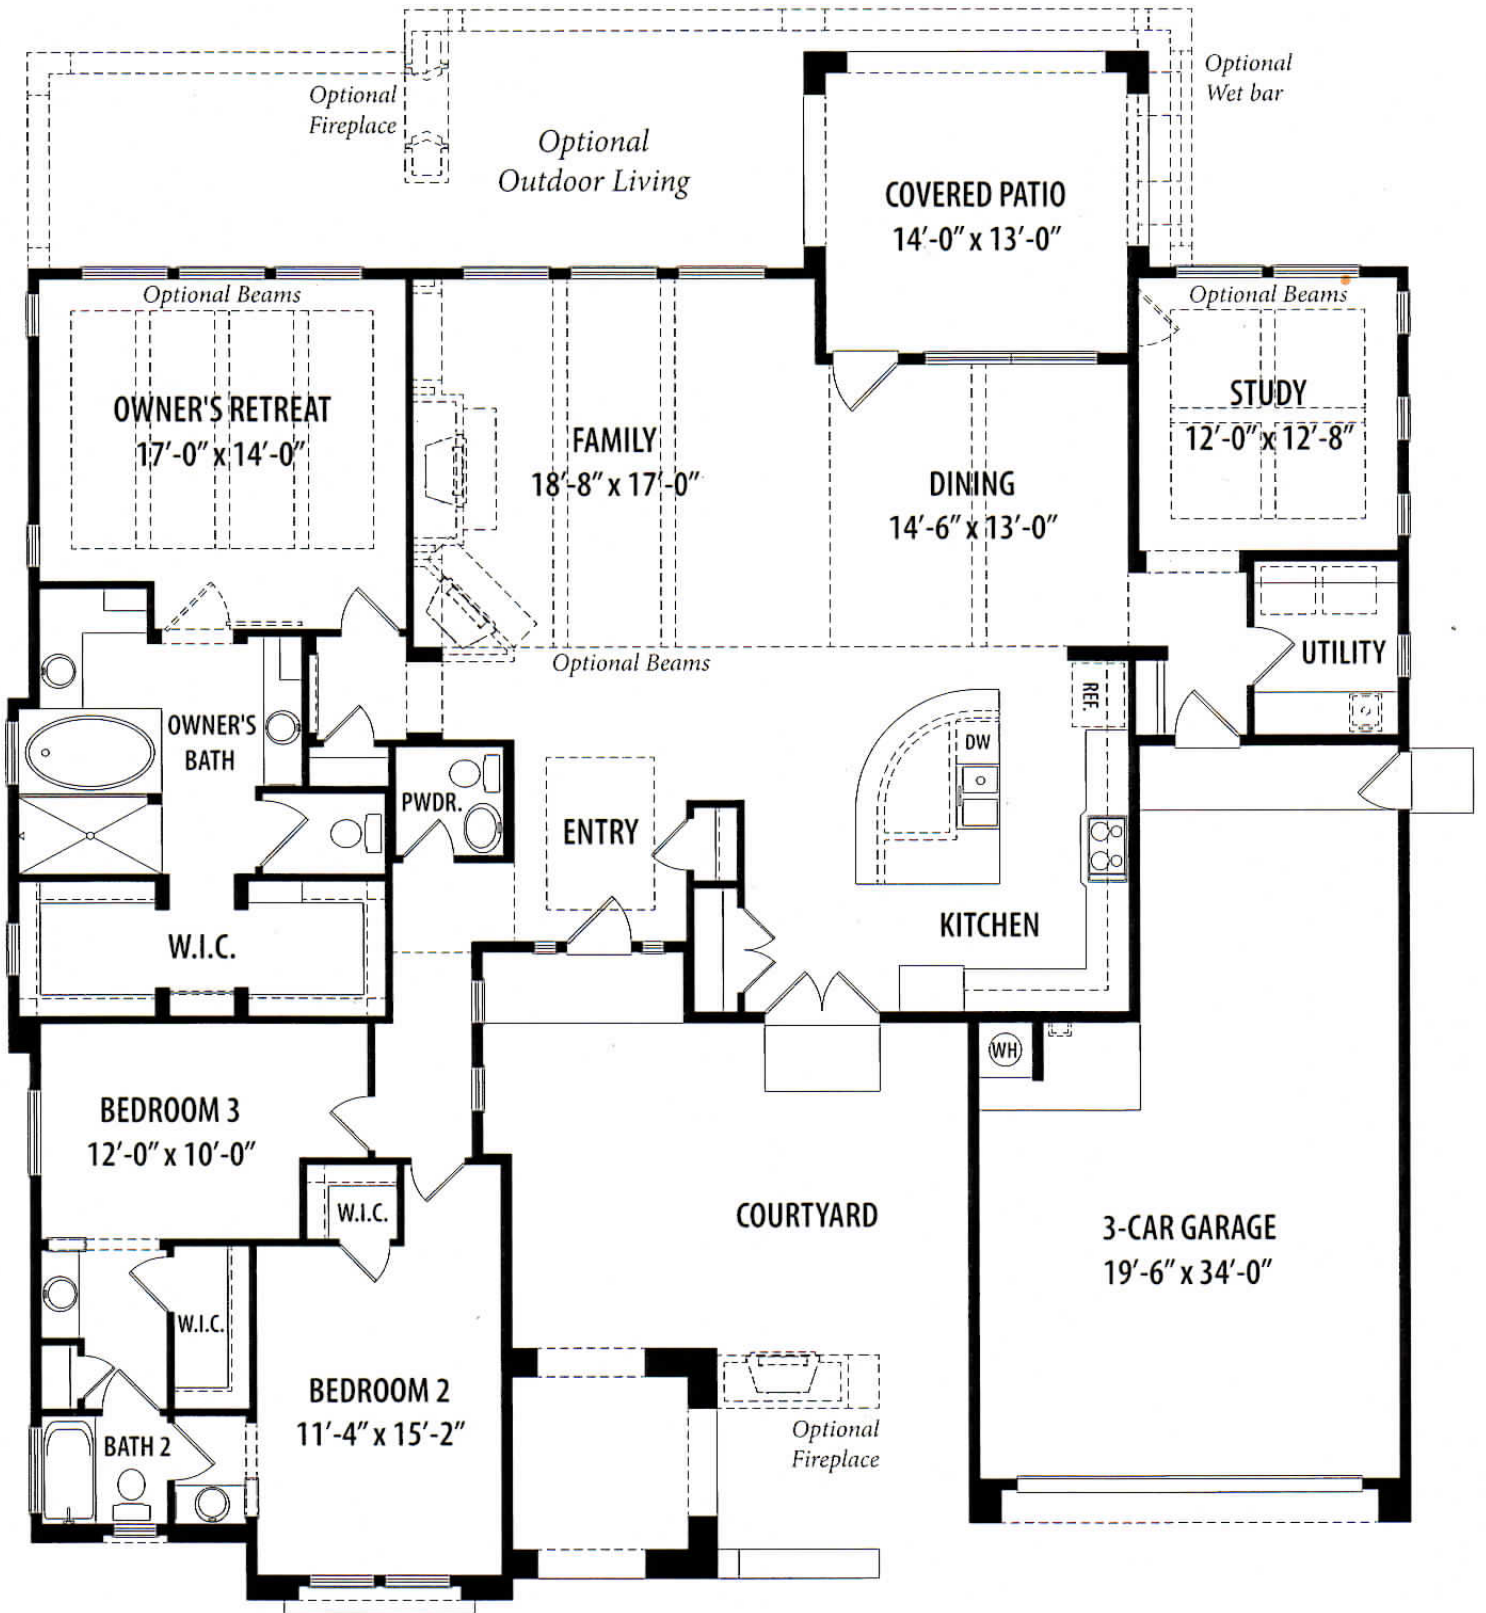 Optional
Wet bar
Optional
Fireplace
Optional
Outdoor Living
COVERED PATIO
14'-0" x 13'-0"
Optional Beams
Optional Beams
OWNER'S RETREAT
17'-0" x 14'-0"
FAMILY
18'-8" x 17'-0"
DINING
14'-6" x 13'-0"
STUDY
12'-0" x 12'-8"
Optional Beams
UTILITY
REF.
OWNER'S
BATH
DW
PWDR.
ENTRY
KITCHEN
W.I.C.
WH
BEDROOM 3
12'-0" x 10'-0"
W.I.C.
COURTYARD
3-CAR GARAGE
19'-6" x 34'-0"
W.I.C.
BEDROOM 2
11'-4" x 15'-2"
BATH 2
Optional
Fireplace